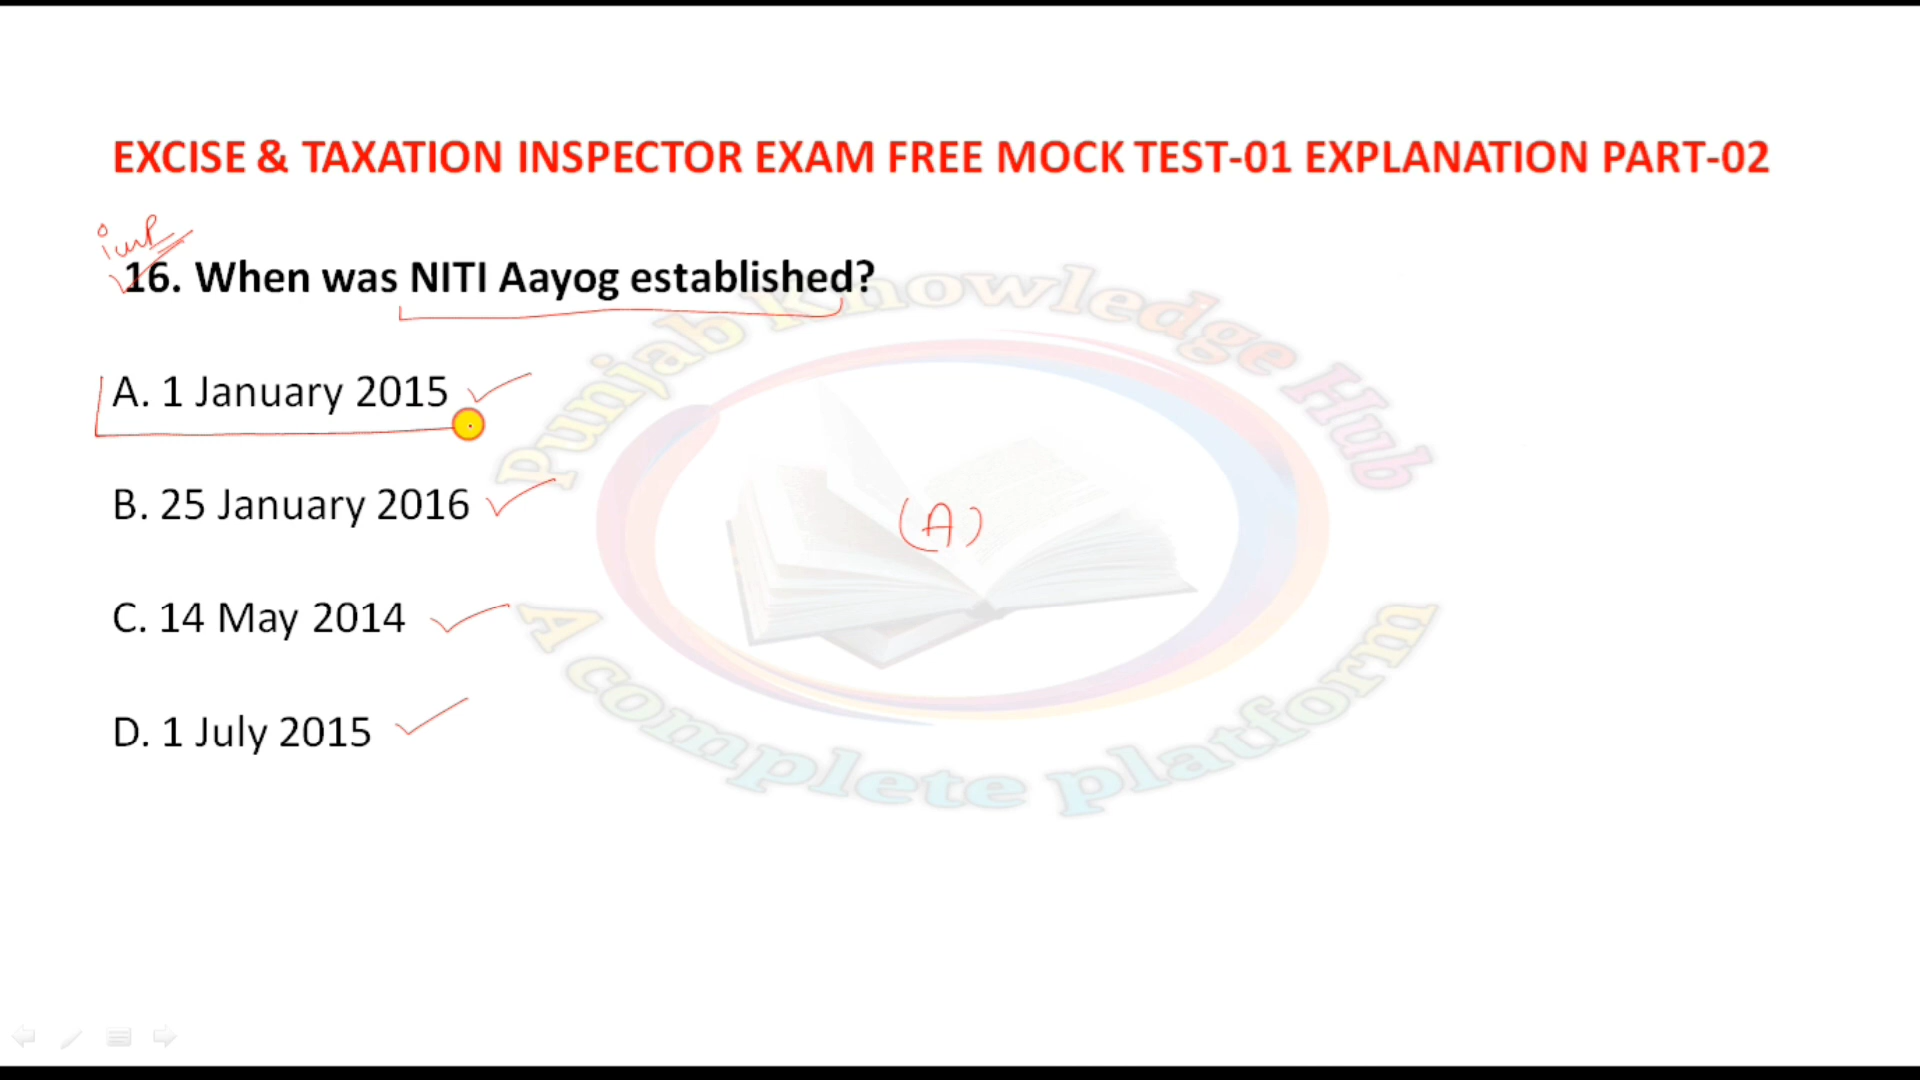 EXCISE & TAXATION INSPECTOR EXAM FREE MOCK TEST-01 EXPLANATION PART-02
imp
16. When was NITI Aayog established?
A. 1 January 2015
B. 25 January 2016
C. 14 May 2014
D. 1 July 2015
(A)
Punjab Knowledge Hub
A complete platform